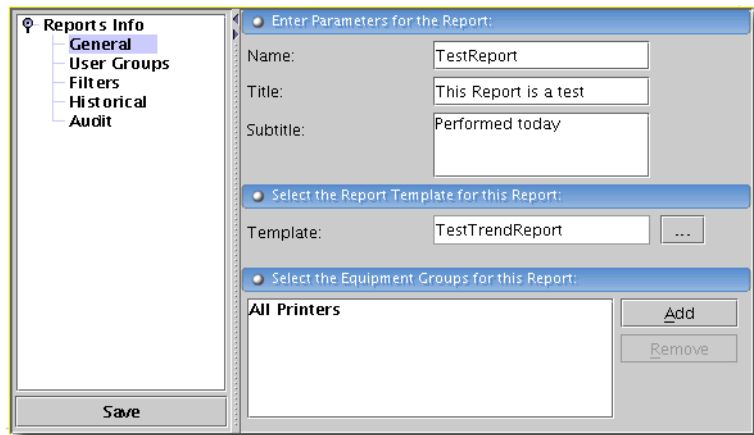 Reports Info
General
User Groups
Filters
Historical
Audit
Save
Enter Parameters for the Report:
Name: TestReport
Title: This Report is a test
Subtitle: Performed today
Select the Report Template for this Report:
Template: TestTrendReport ...
Select the Equipment Groups for this Report:
All Printers
Add
Remove